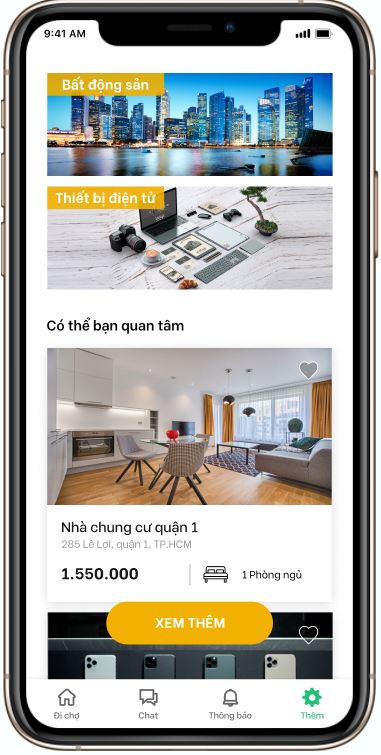 9:41 AM
Bất động sản
Thiết bị điện tử
Có thể bạn quan tâm
Nhà chung cư quận 1
285 Lê Lợi, quận 1, TP.HCM
1.550.000
1 Phòng ngủ
XEM THÊM
Đi chợ
Chat
Thông báo
Thêm